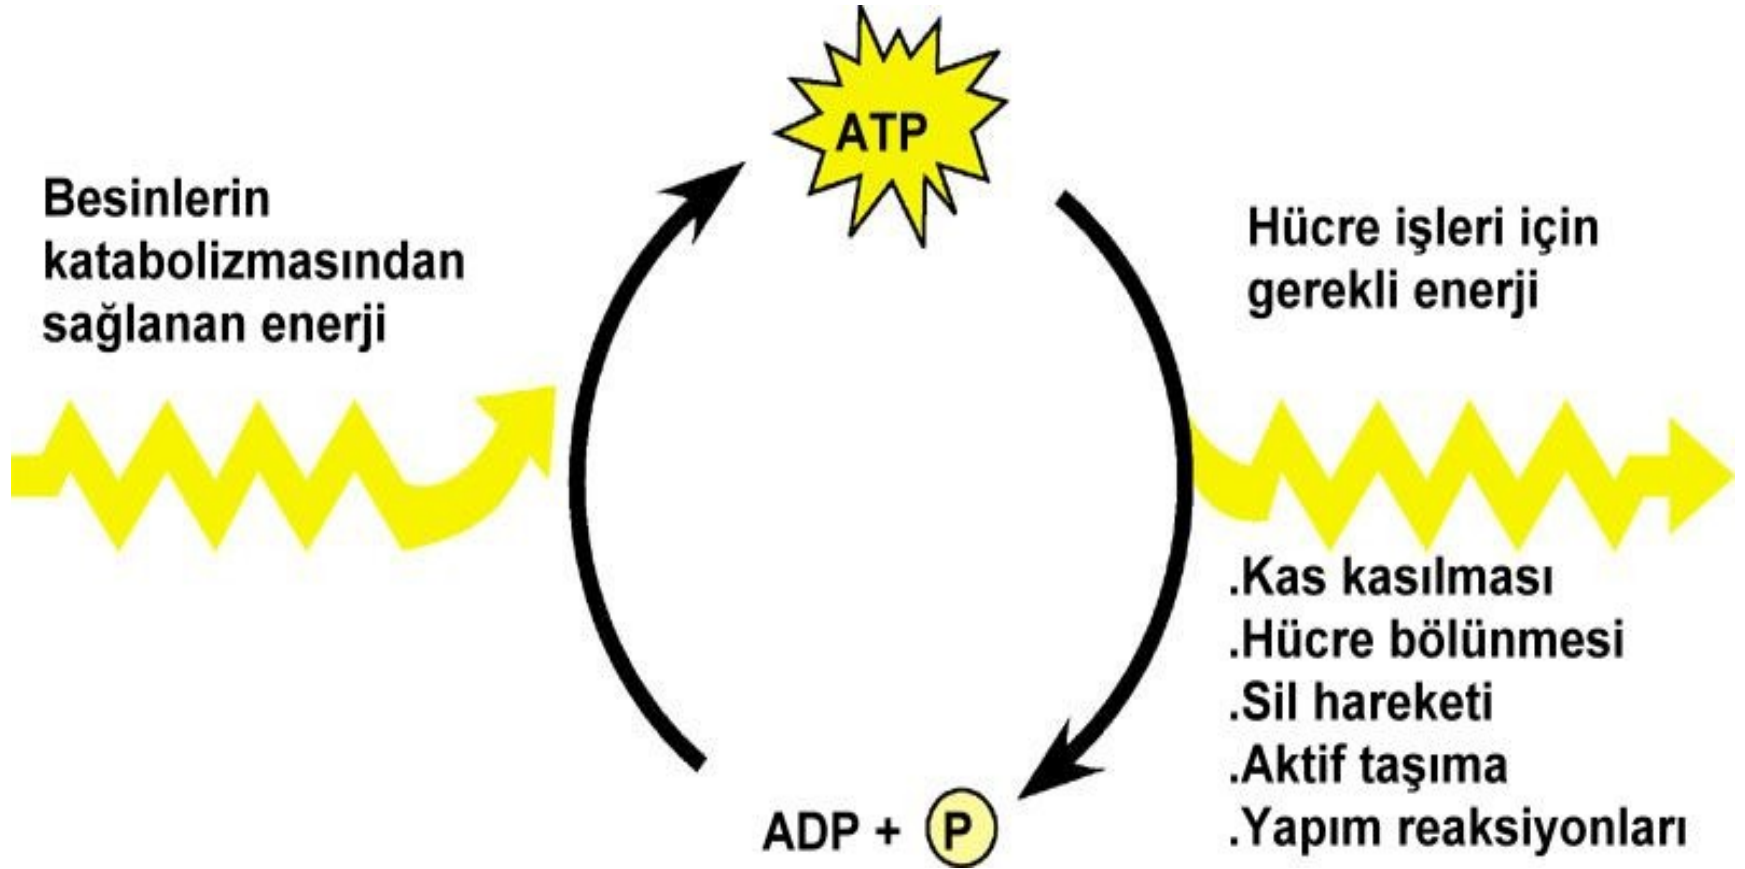 ATP
Besinlerin
katabolizmasından
sağlanan enerji
Hücre işleri için
gerekli enerji
.Kas kasılması
.Hücre bölünmesi
.Sil hareketi
.Aktif taşıma
.Yapım reaksiyonları
ADP + P